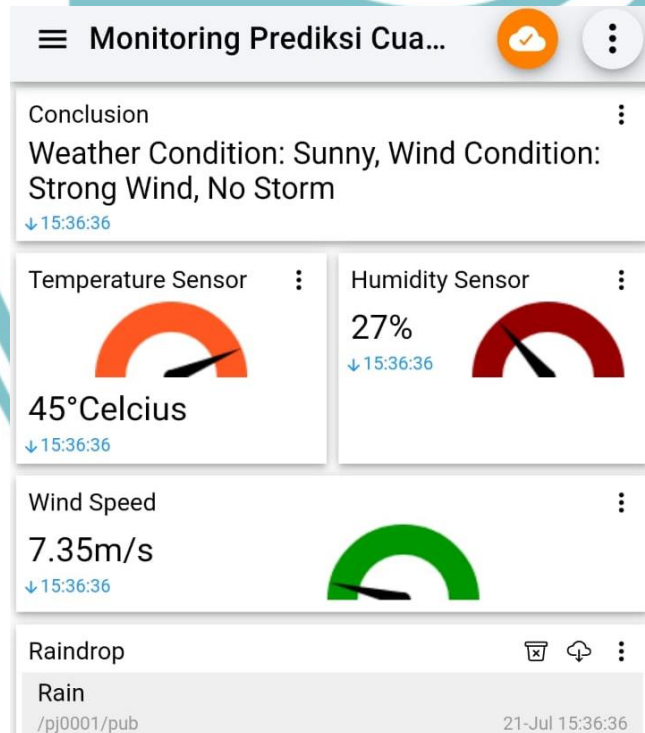 Monitoring Prediksi Cua...
Conclusion
Weather Condition: Sunny, Wind Condition:
Strong Wind, No Storm
15:36:36
Temperature Sensor
45°Celcius
15:36:36
Humidity Sensor
27%
15:36:36
Wind Speed
7.35m/s
15:36:36
Raindrop
Rain
/pj0001/pub 21-Jul 15:36:36